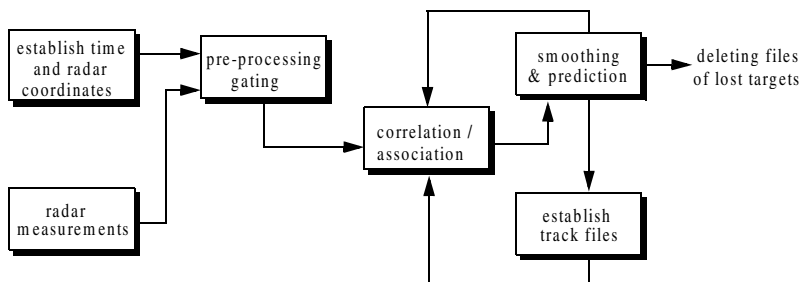 establish time
and radar
coordinates
pre-processing
gating
smoothing
& prediction
deleting files
of lost targets
correlation /
association
radar
measurements
establish
track files